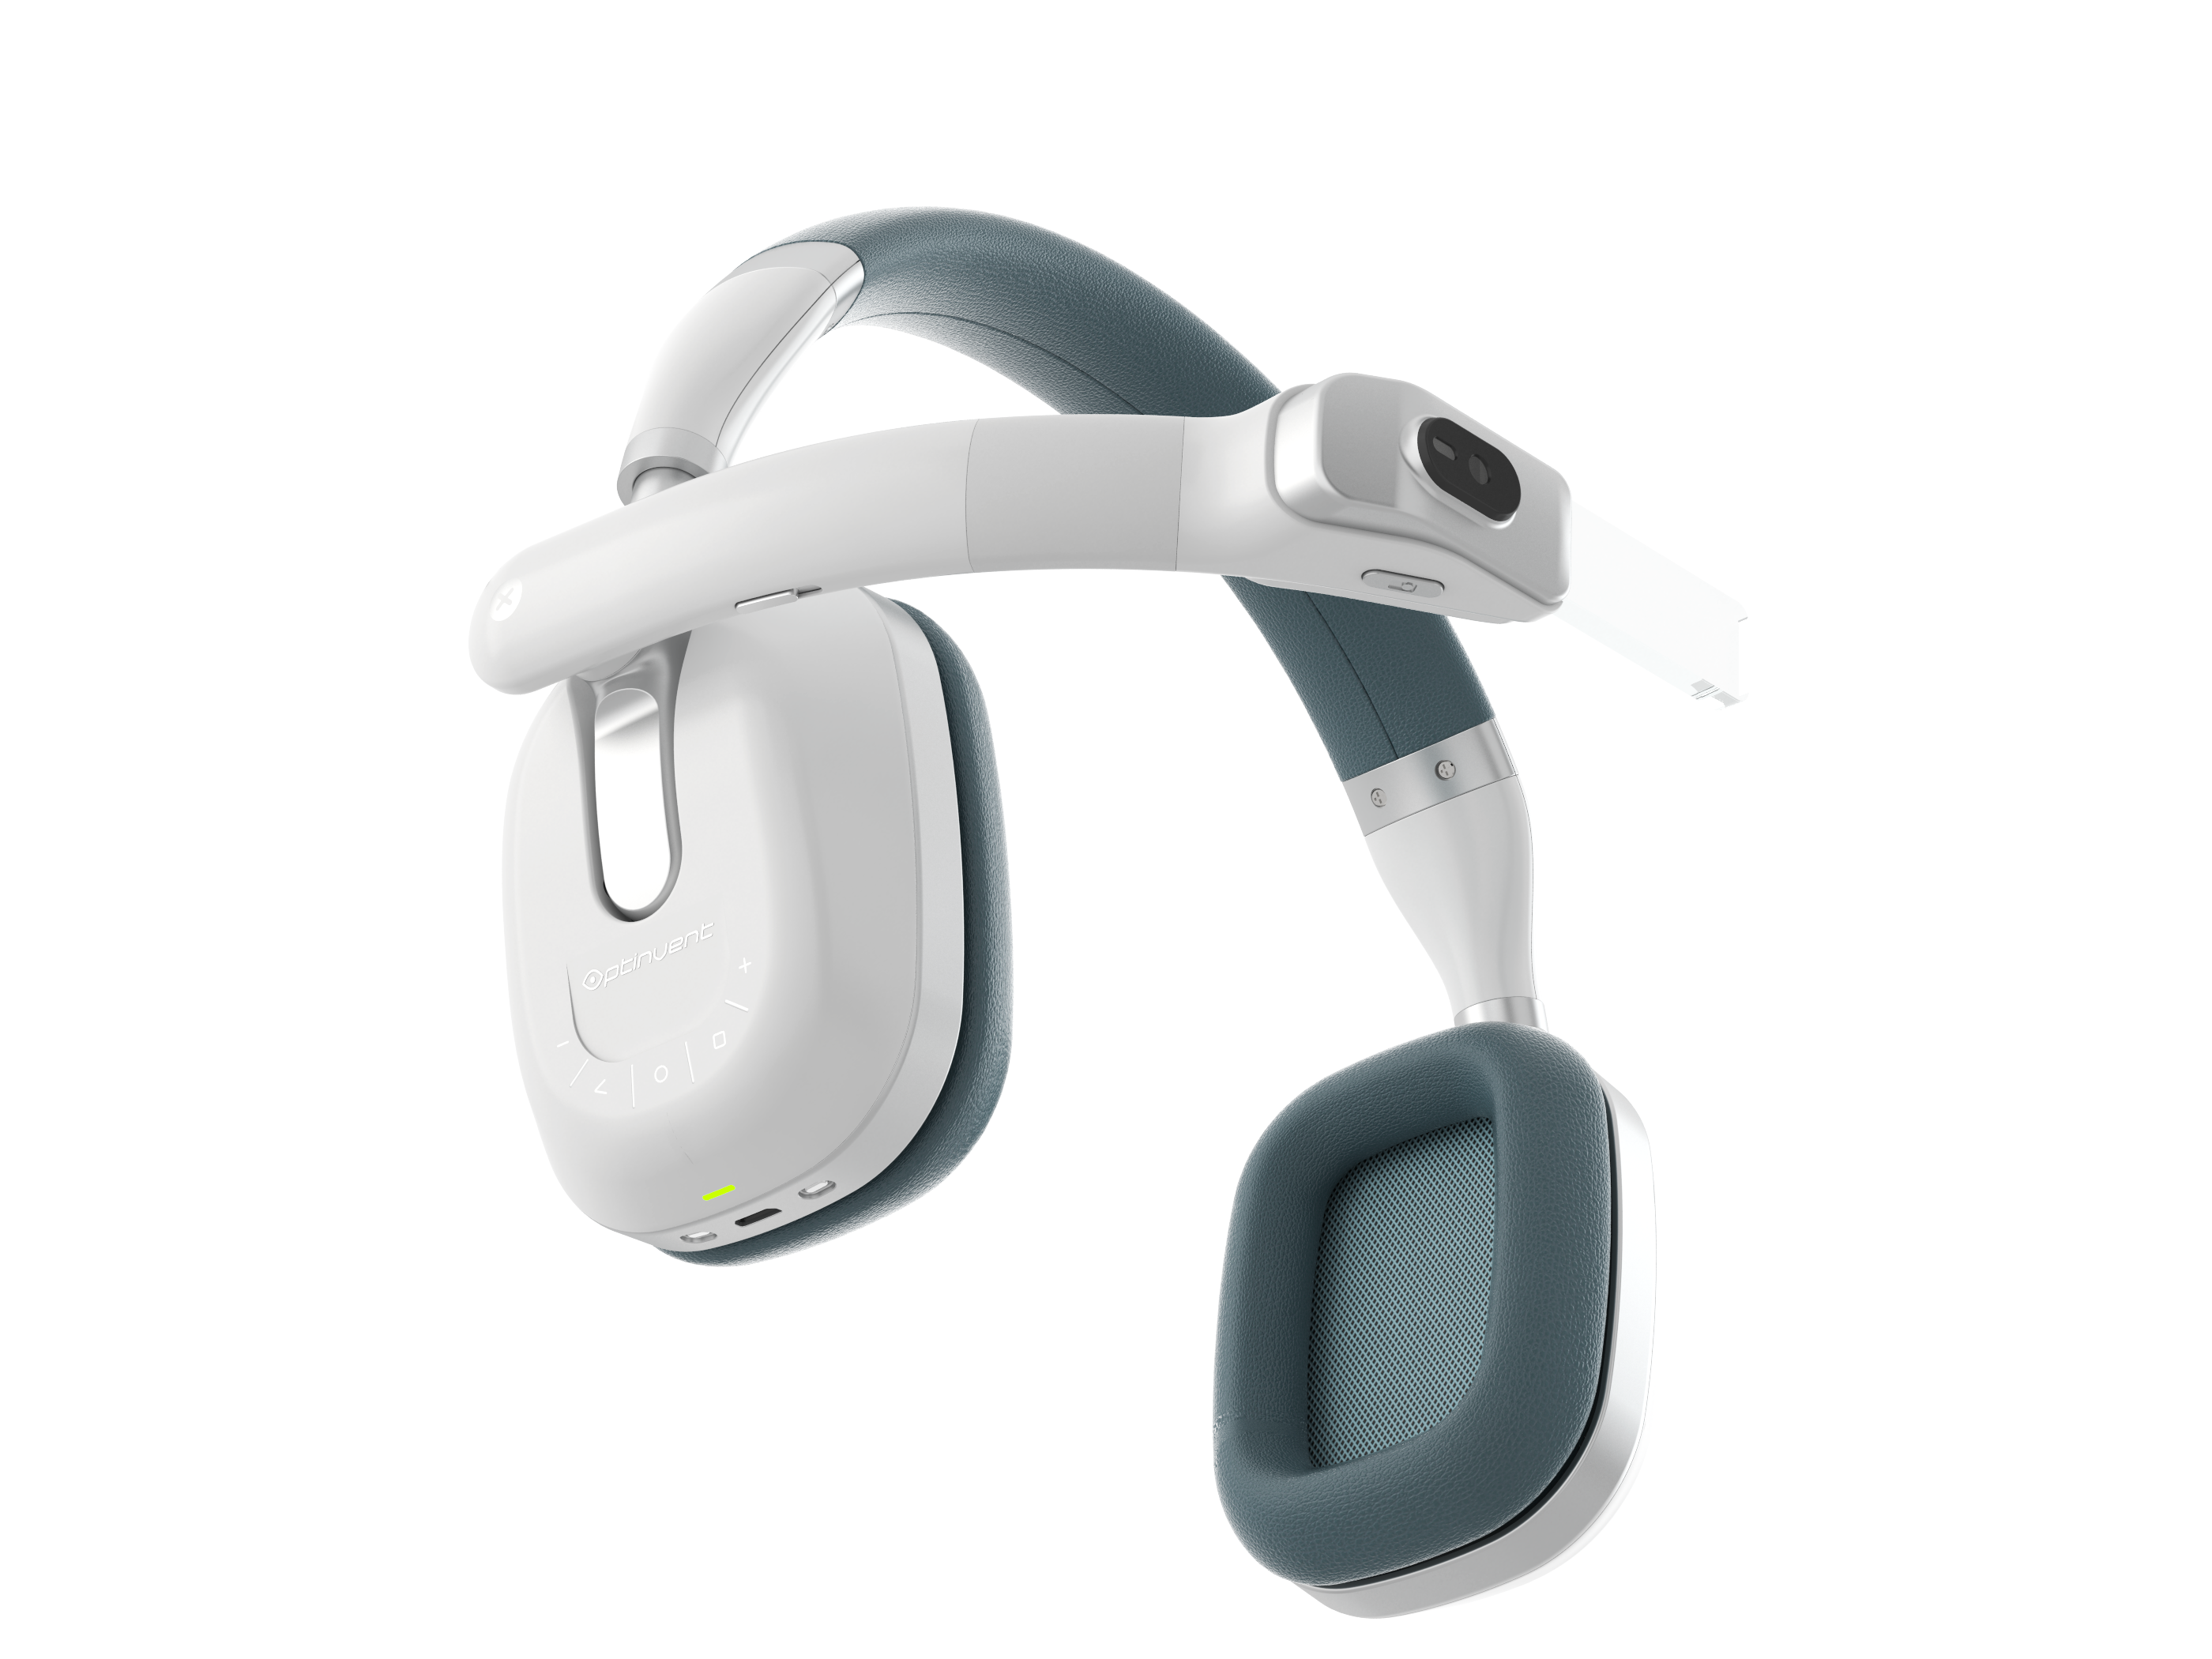 Optinvent
+
-
< O □